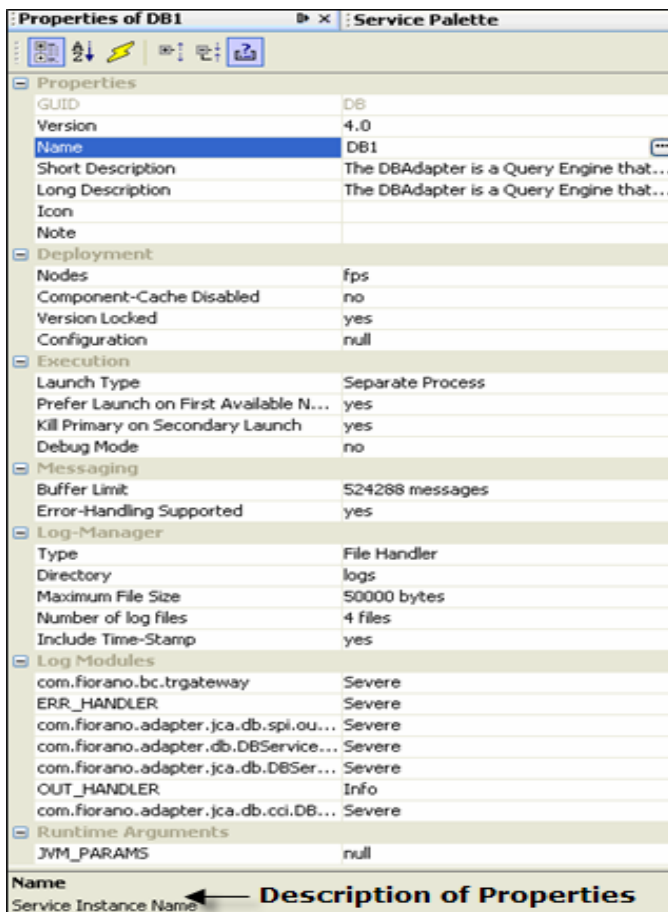 Properties of DB1
Service Palette
Properties
GUID DB
Version 4.0
Name DB1
Short Description The DBAdapter is a Query Engine that...
Long Description The DBAdapter is a Query Engine that...
Icon
Note
Deployment
Nodes fps
Component-Cache Disabled no
Version Locked yes
Configuration null
Execution
Launch Type Separate Process
Prefer Launch on First Available N... yes
Kill Primary on Secondary Launch yes
Debug Mode no
Messaging
Buffer Limit 524288 messages
Error-Handling Supported yes
Log-Manager
Type File Handler
Directory logs
Maximum File Size 50000 bytes
Number of log files 4 files
Include Time-Stamp yes
Log Modules
com.fiorano.bc.trgateway Severe
ERR_HANDLER Severe
com.fiorano.adapter.jca.db.spi.ou... Severe
com.fiorano.adapter.db.DBService... Severe
com.fiorano.adapter.jca.db.DBSer... Severe
OUT_HANDLER Info
com.fiorano.adapter.jca.db.cci.DB... Severe
Runtime Arguments
JVM_PARAMS null
Name
Service Instance Name
Description of Properties